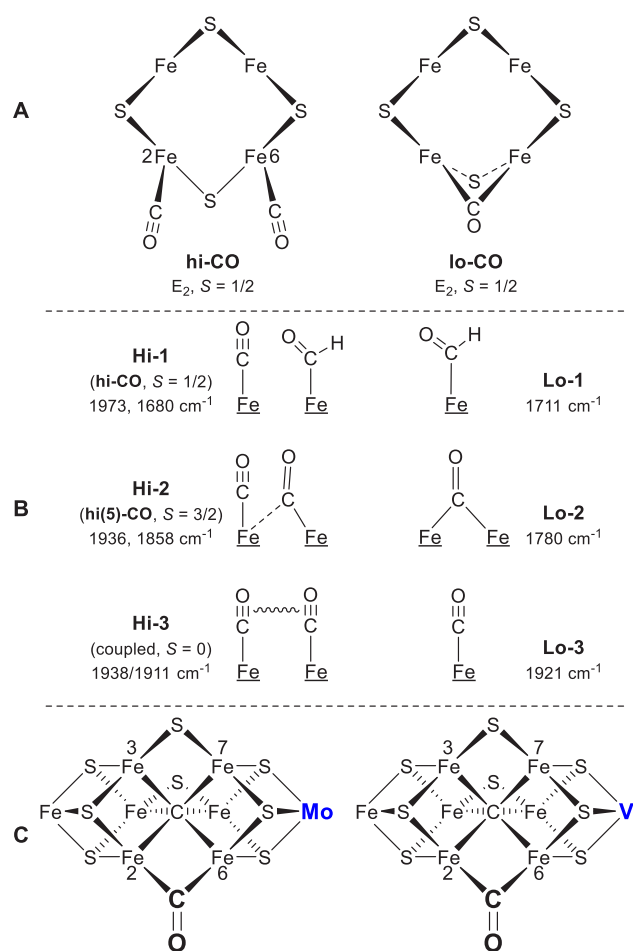 A
S
Fe Fe
S S
2Fe Fe6
S
C C
O O
hi-CO
E₂, S = 1/2
S
Fe Fe
S S
Fe Fe
S
C
O
lo-CO
E₂, S = 1/2
B
Hi-1
(hi-CO, S = 1/2)
1973, 1680 cm⁻¹
O
C
Fe
O H
C
Fe
O H
C
Fe
Lo-1
1711 cm⁻¹
Hi-2
(hi(5)-CO, S = 3/2)
1936, 1858 cm⁻¹
O O
C C
Fe Fe
O
C
Fe Fe
Lo-2
1780 cm⁻¹
Hi-3
(coupled, S = 0)
1938/1911 cm⁻¹
O O
C C
Fe Fe
O
C
Fe
Lo-3
1921 cm⁻¹
C
S
3 7
S Fe Fe S
S
Fe S Fe C Fe S Mo
S Fe Fe S
2 6
C
O
S
3 7
S Fe Fe S
S
Fe S Fe C Fe S V
S Fe Fe S
2 6
C
O